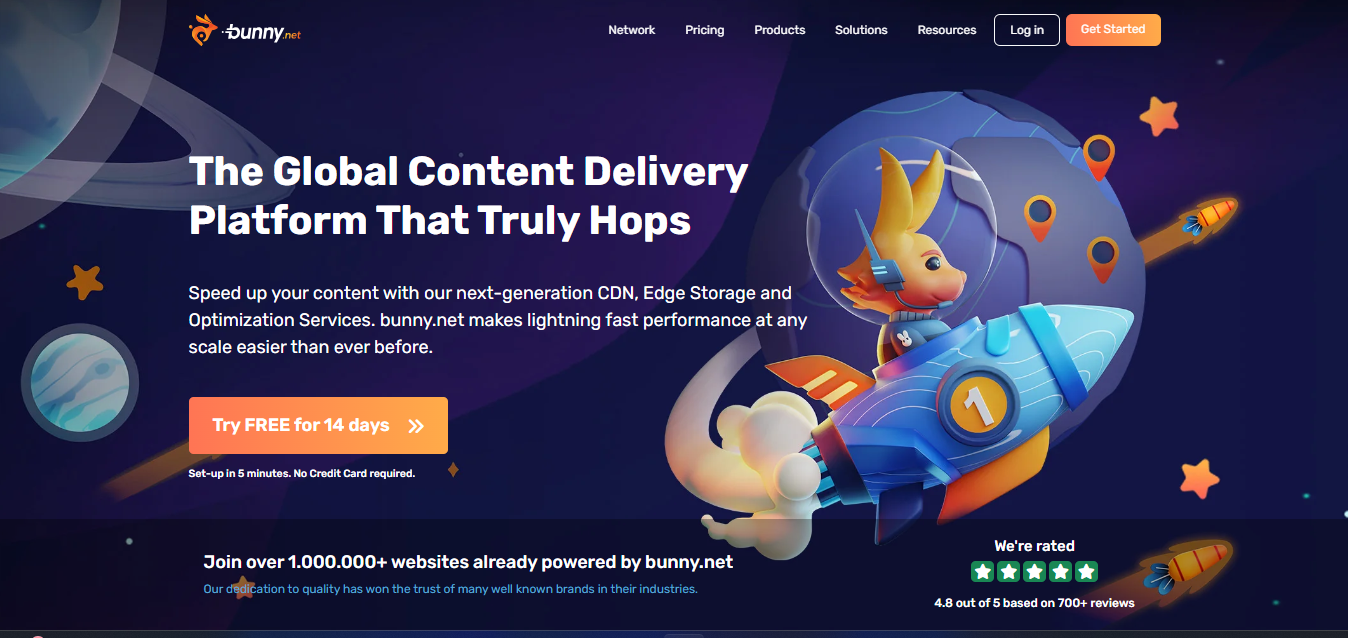 bunny.net
Network
Pricing
Products
Solutions
Resources
Log in
Get Started
The Global Content Delivery
Platform That Truly Hops
Speed up your content with our next-generation CDN, Edge Storage and
Optimization Services. bunny.net makes lightning fast performance at any
scale easier than ever before.
Try FREE for 14 days
Set-up in 5 minutes. No Credit Card required.
1
Join over 1.000.000+ websites already powered by bunny.net
Our dedication to quality has won the trust of many well known brands in their industries.
We're rated
4.8 out of 5 based on 700+ reviews